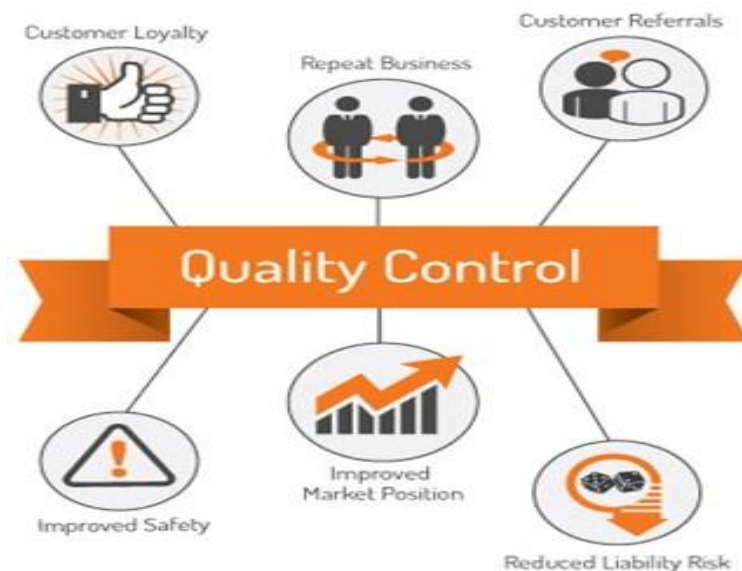 Customer Loyalty
Repeat Business
Customer Referrals
Quality Control
Improved Safety
Improved
Market Position
Reduced Liability Risk